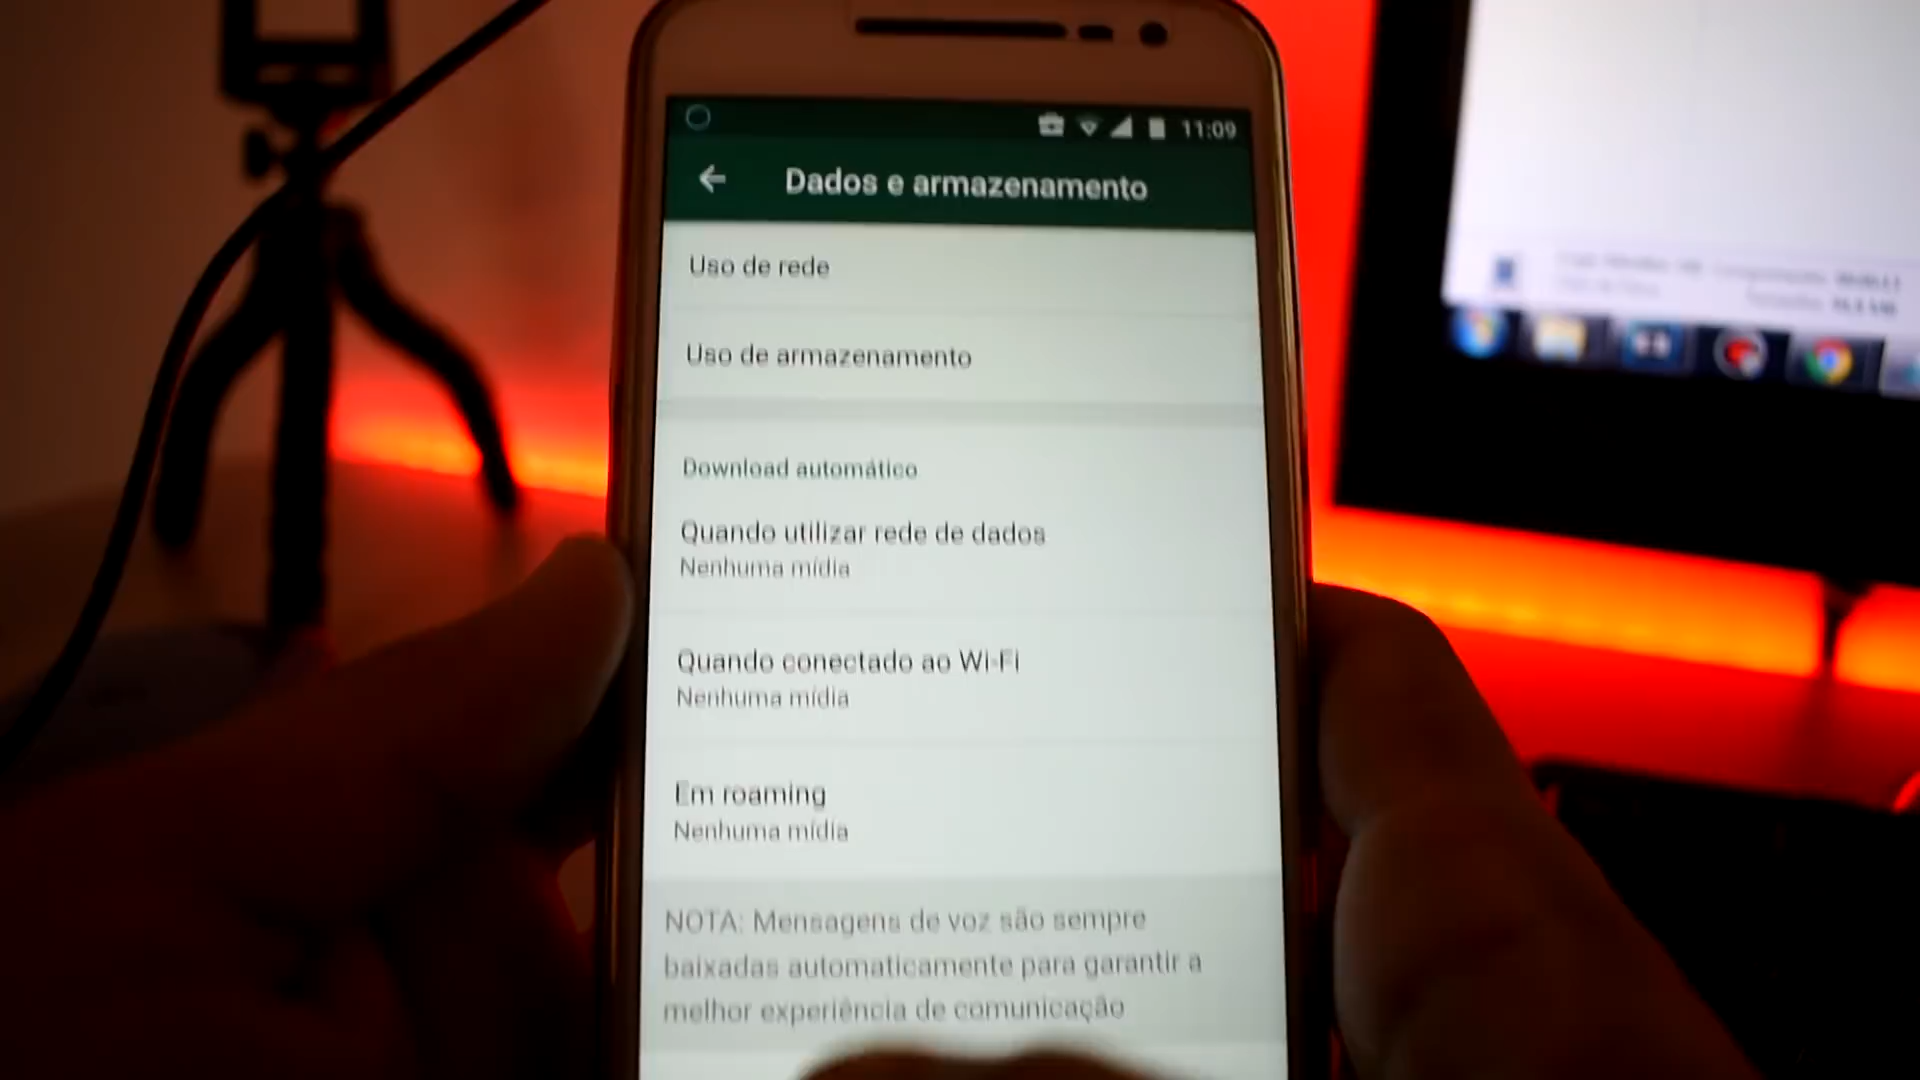 11:09
Dados e armazenamento
Uso de rede
Uso de armazenamento
Download automático
Quando utilizar rede de dados
Nenhuma mídia
Quando conectado ao Wi-Fi
Nenhuma mídia
Em roaming
Nenhuma mídia
NOTA: Mensagens de voz são sempre
baixadas automaticamente para garantir a
melhor experiência de comunicação